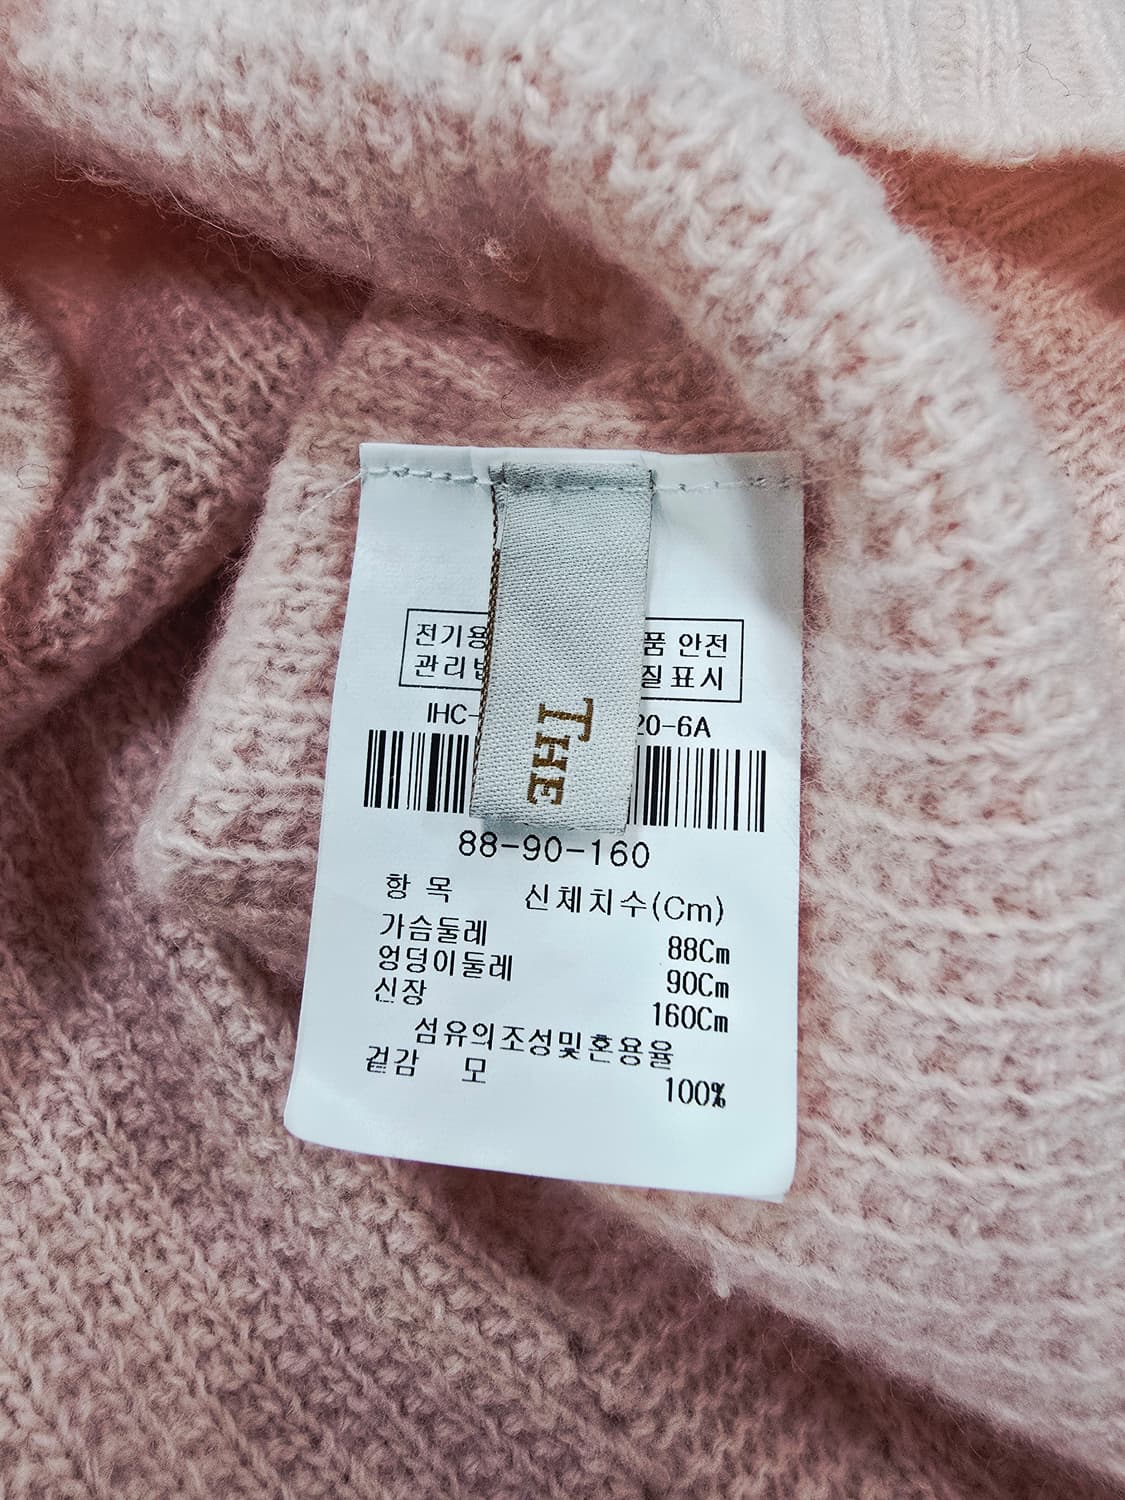 전기용 품 안전
관리법 질표시
IHC- 20-6A
THE
88-90-160
항 목 신체치수(Cm)
가슴둘레 88Cm
엉덩이둘레 90Cm
신장 160Cm
섬유의조성및혼용율
겉감 모 100%